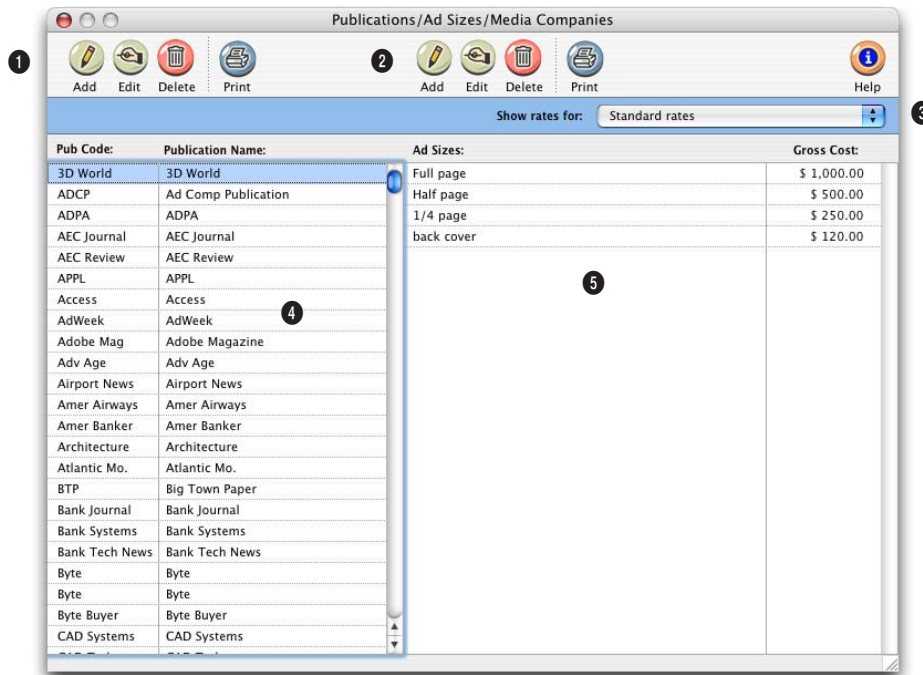 Publications/Ad Sizes/Media Companies
1 Add Edit Delete Print 2 Add Edit Delete Print Help
Show rates for: Standard rates 3
Pub Code: Publication Name: Ad Sizes: Gross Cost:
3D World 3D World Full page $ 1,000.00
ADCP Ad Comp Publication Half page $ 500.00
ADPA ADPA 1/4 page $ 250.00
AEC Journal AEC Journal back cover $ 120.00
AEC Review AEC Review
APPL APPL 5
Access Access
AdWeek AdWeek 4
Adobe Mag Adobe Magazine
Adv Age Adv Age
Airport News Airport News
Amer Airways Amer Airways
Amer Banker Amer Banker
Architecture Architecture
Atlantic Mo. Atlantic Mo.
BTP Big Town Paper
Bank Journal Bank Journal
Bank Systems Bank Systems
Bank Tech News Bank Tech News
Byte Byte
Byte Byte
Byte Buyer Byte Buyer
CAD Systems CAD Systems